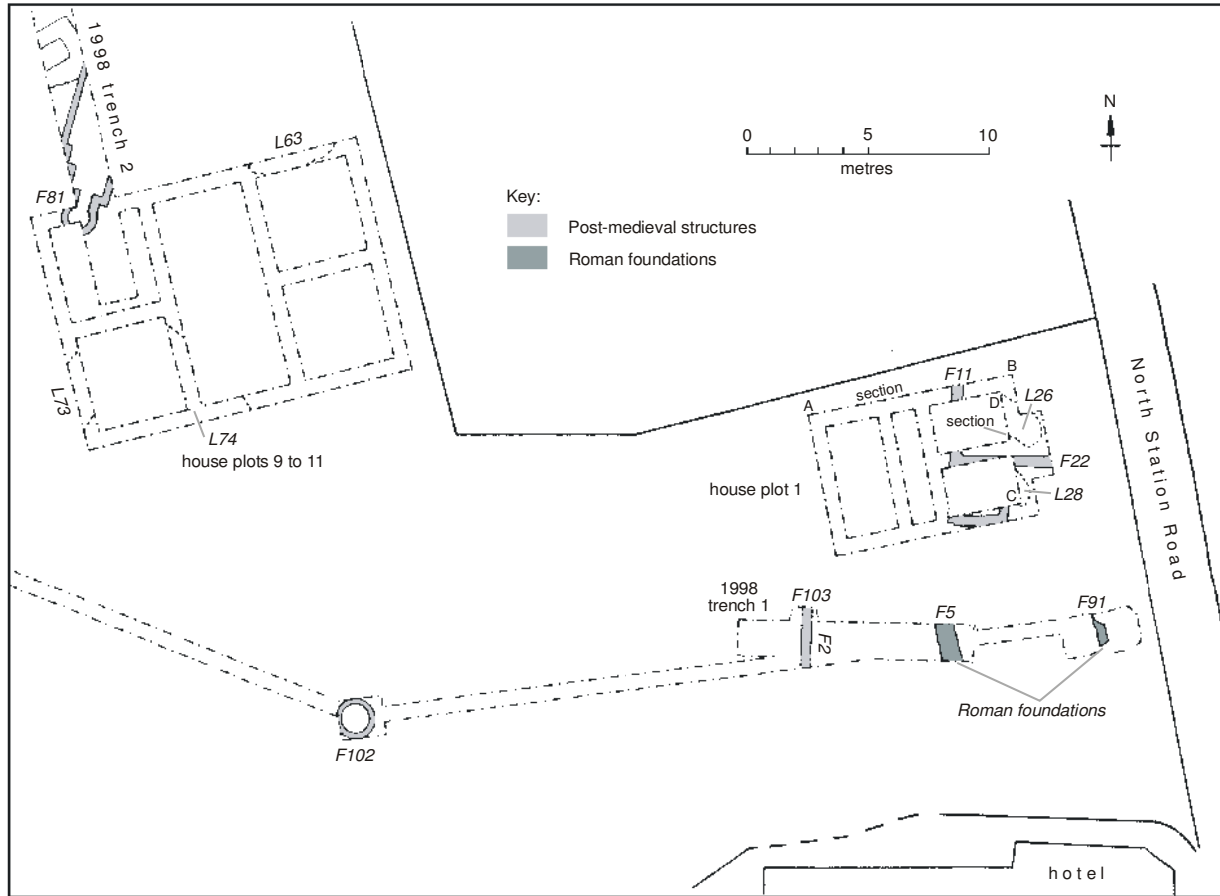 1998 trench 2
L63
F81
L73
L74
house plots 9 to 11
0 5 10
metres
N
Key:
Post-medieval structures
Roman foundations
North Station Road
F11
B
section
A
D
L26
section
F22
house plot 1
C
L28
1998
trench 1
F103
F2
F5
F91
Roman foundations
F102
hotel